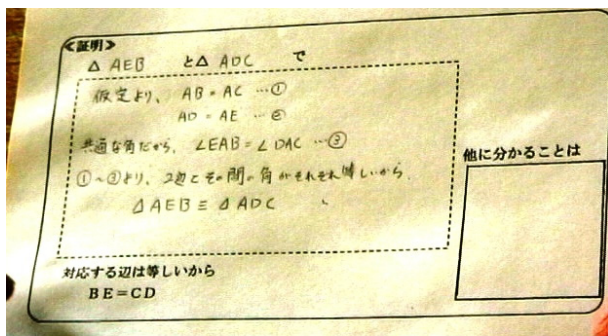 ≪証明≫
△ AEB と△ ADC で
仮定より、 AB = AC …①
AD = AE …②
共通な角だから、∠EAB = ∠DAC …③
①~③より、2辺とその間の角がそれぞれ等しいから、
△AEB ≡ △ADC
対応する辺は等しいから
BE=CD
他に分かることは